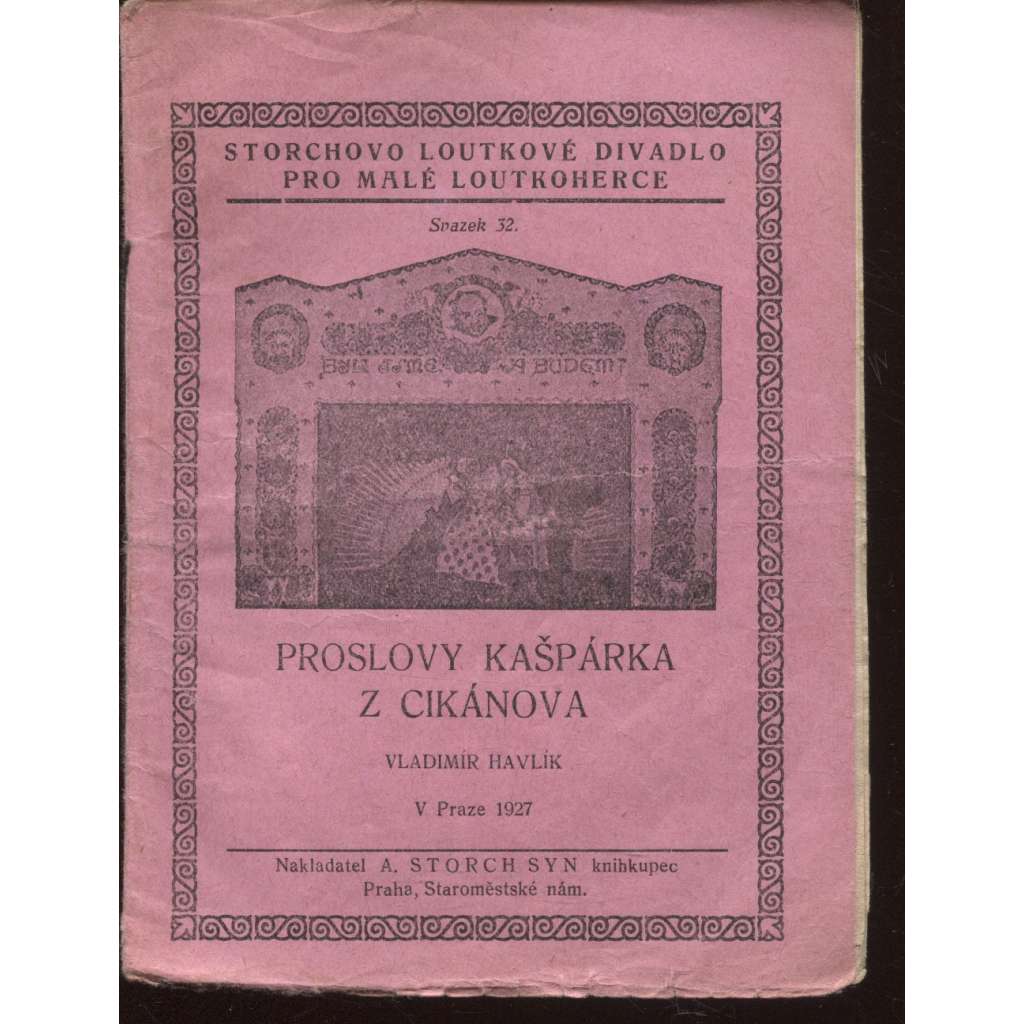 STORCHOVO LOUTKOVÉ DIVADLO
PRO MALÉ LOUTKOHERCE
Svazek 32.
BYLI JSME A BUDEM!
PROSLOVY KAŠPÁRKA
Z CIKÁNOVA
VLADIMÍR HAVLÍK
V Praze 1927
Nakladatel A. STORCH SYN knihkupec
Praha, Staroměstské nám.